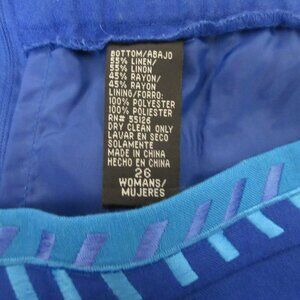 BOTTOM/ABAJO
55% LINEN/
55% LINON
45% RAYON/
45% RAYON
LINING/FORRO:
100% POLYESTER
100% POLIESTER
RN# 55126
DRY CLEAN ONLY
LAVAR EN SECO
SOLAMENTE
MADE IN CHINA
HECHO EN CHINA
26
WOMANS/
MUJERES